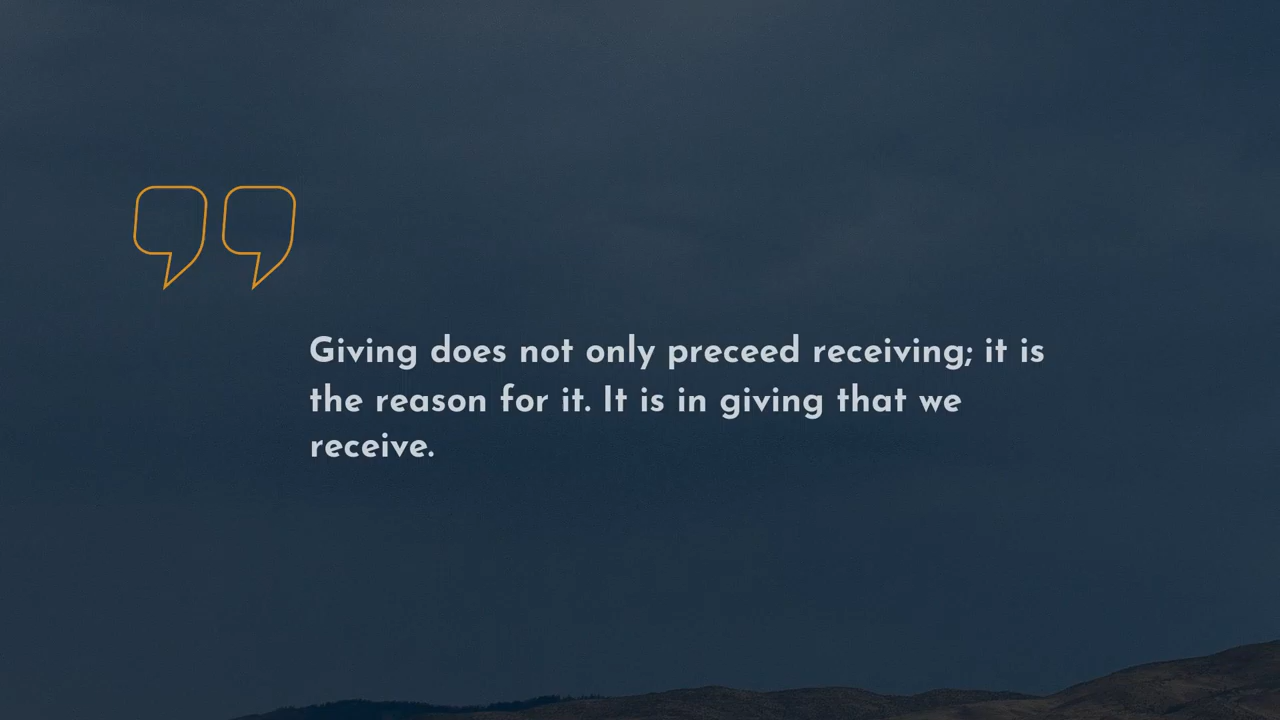 Giving does not only preceed receiving; it is
the reason for it. It is in giving that we
receive.